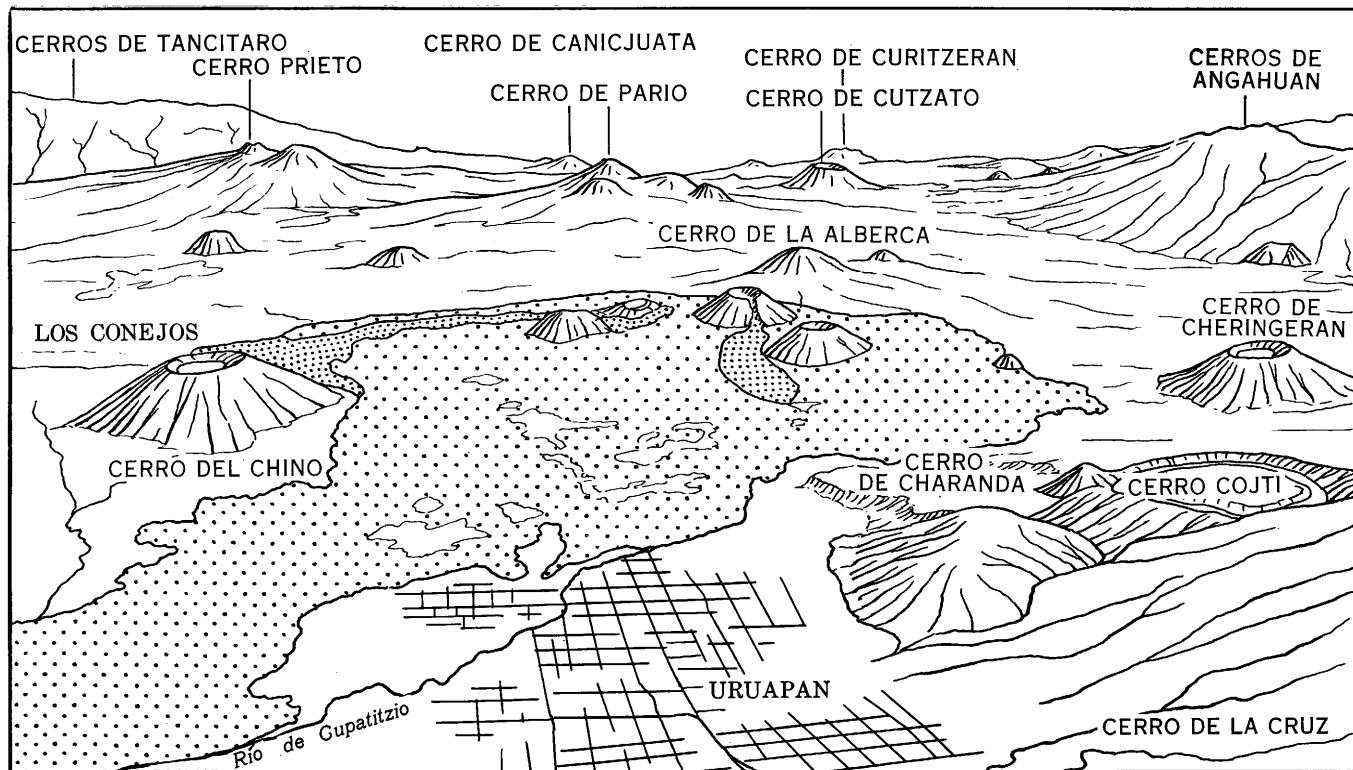 CERROS DE TANCITARO
CERRO PRIETO
CERRO DE CANICJUATA
CERRO DE PARIO
CERRO DE CURITZERAN
CERRO DE CUTZATO
CERROS DE
ANGAHUAN
CERRO DE LA ALBERCA
LOS CONEJOS
CERRO DE
CHERINGERAN
CERRO DEL CHINO
CERRO
DE CHARANDA
CERRO COJTI
URUAPAN
Río de Cupatitzio
CERRO DE LA CRUZ